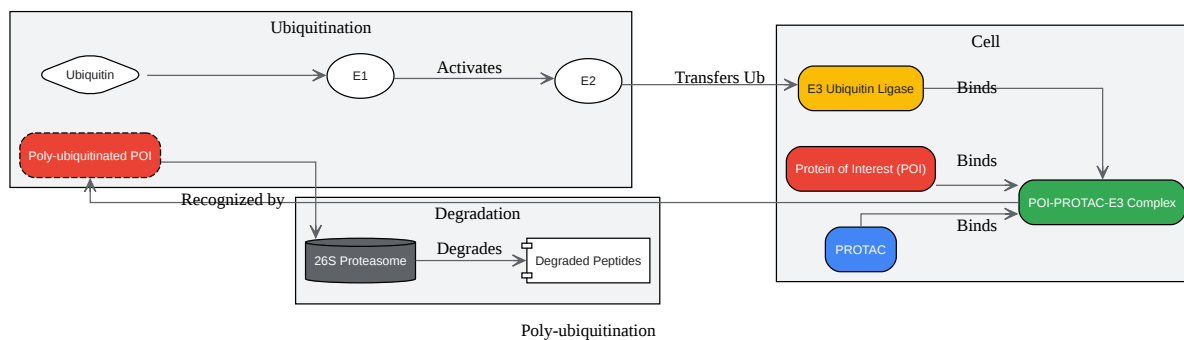 Ubiquitination
Cell
Ubiquitin
E1
Activates
E2
Transfers Ub
E3 Ubiquitin Ligase
Binds
Poly-ubiquitinated POI
Protein of Interest (POI)
Binds
Recognized by
POI-PROTAC-E3 Complex
Degradation
Binds
PROTAC
26S Proteasome
Degrades
Degraded Peptides
Poly-ubiquitination